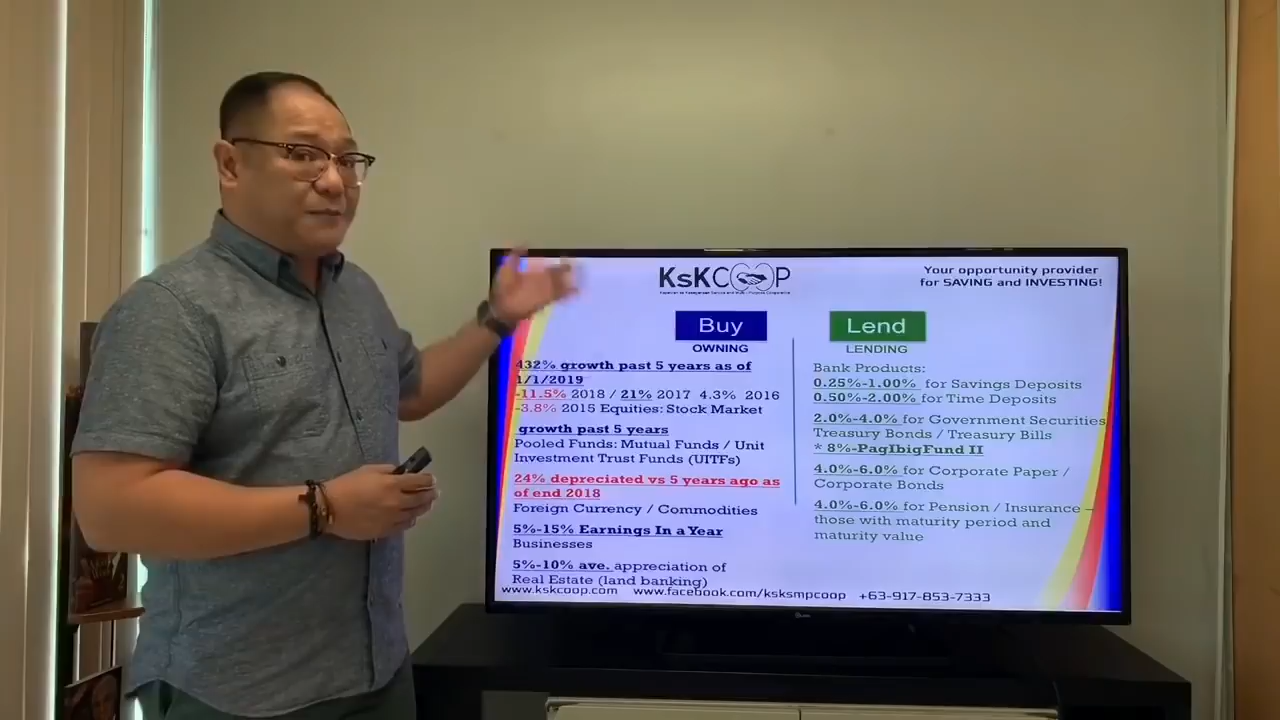 KsKCOOP
Your opportunity provider
for SAVING and INVESTING!
Buy
OWNING
432% growth past 5 years as of
1/1/2019
-11.5% 2018 / 21% 2017 4.3% 2016
-3.8% 2015 Equities: Stock Market
growth past 5 years
Pooled Funds: Mutual Funds / Unit
Investment Trust Funds (UITFs)
24% depreciated vs 5 years ago as
of end 2018
Foreign Currency / Commodities
5%-15% Earnings In a Year
Businesses
5%-10% ave. appreciation of
Real Estate (land banking)
Lend
LENDING
Bank Products:
0.25%-1.00% for Savings Deposits
0.50%-2.00% for Time Deposits
2.0%-4.0% for Government Securities
Treasury Bonds / Treasury Bills
* 8%-PagIbigFund II
4.0%-6.0% for Corporate Paper /
Corporate Bonds
4.0%-6.0% for Pension / Insurance –
those with maturity period and
maturity value
www.kskcoop.com www.facebook.com/ksksmpcoop +63-917-853-7333